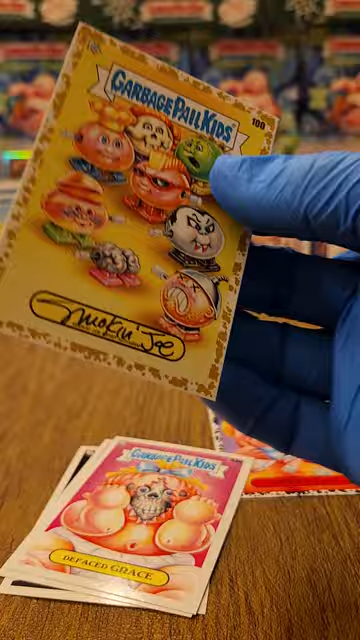 GARBAGE PAIL KIDS
100
Smokin' Joe
GARBAGE PAIL KIDS
DEFACED GRACE